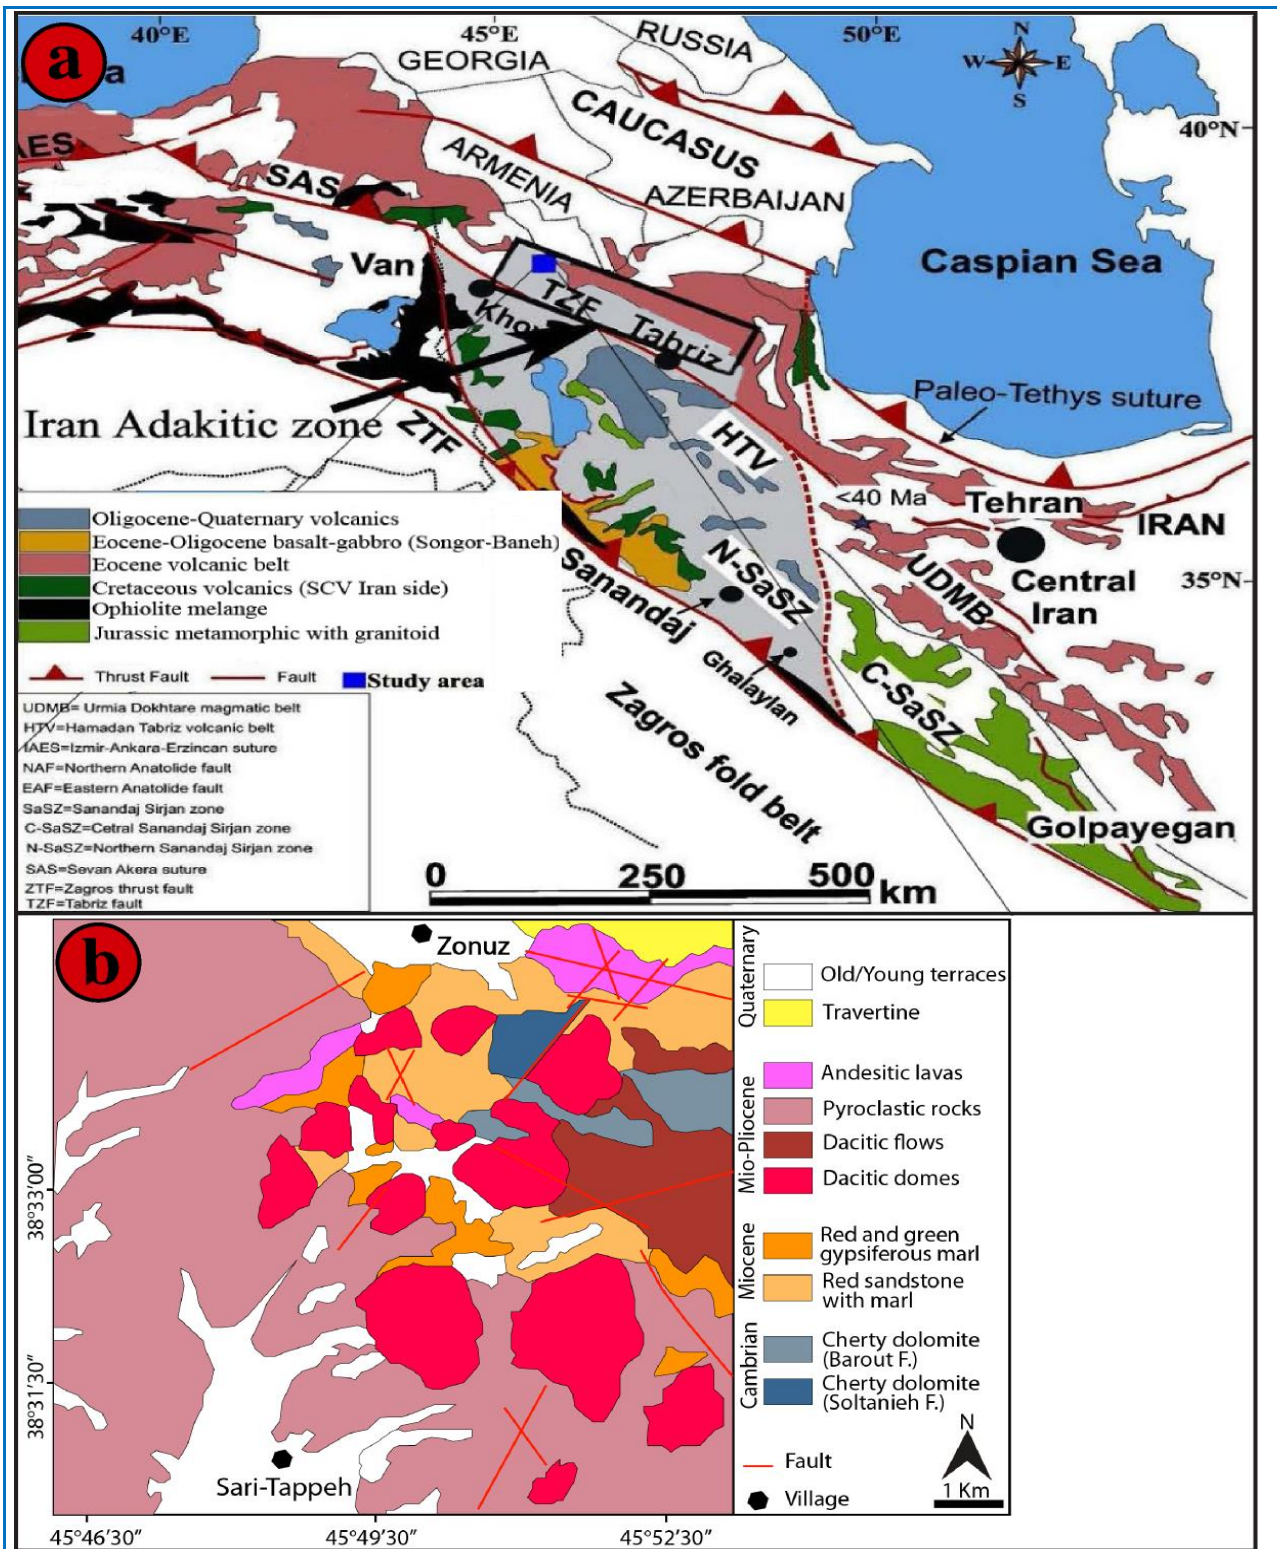 a
40°E
45°E
50°E
RUSSIA
GEORGIA
N
W
E
S
CAUCASUS
40°N
ARMENIA
SAS
AZERBAIJAN
Van
Caspian Sea
TZF
Tabriz
Paleo-Tethys suture
Iran Adakitic zone
ZTF
HTV
<40 Ma
Tehran
IRAN
Oligocene-Quaternary volcanics
Eocene-Oligocene basalt-gabbro (Songor-Baneh)
Eocene volcanic belt
Cretaceous volcanics (SCV Iran side)
Ophiolite melange
Jurassic metamorphic with granitoid
Thrust Fault
Fault
Study area
Sanandaj
N-SaSZ
UDMB
Central
Iran
35°N
Ghalaylan
C-SaSZ
Zagros fold belt
Golpayegan
UDMB= Urmia Dokhtare magmatic belt
HTV=Hamadan Tabriz volcanic belt
IAES=Izmir-Ankara-Erzincan suture
NAF=Northern Anatolide fault
EAF=Eastern Anatolide fault
SaSZ=Sanandaj Sirjan zone
C-SaSZ=Cetral Sanandaj Sirjan zone
N-SaSZ=Northern Sanandaj Sirjan zone
SAS=Sevan Akera suture
ZTF=Zagros thrust fault
TZF=Tabriz fault
0
250
500
km
b
Zonuz
Sari-Tappeh
38°33'00"
38°31'30"
45°46'30"
45°49'30"
45°52'30"
Quaternary
Old/Young terraces
Travertine
Mio-Pliocene
Andesitic lavas
Pyroclastic rocks
Dacitic flows
Dacitic domes
Miocene
Red and green
gypsiferous marl
Red sandstone
with marl
Cambrian
Cherty dolomite
(Barout F.)
Cherty dolomite
(Soltanieh F.)
Fault
Village
N
1 Km